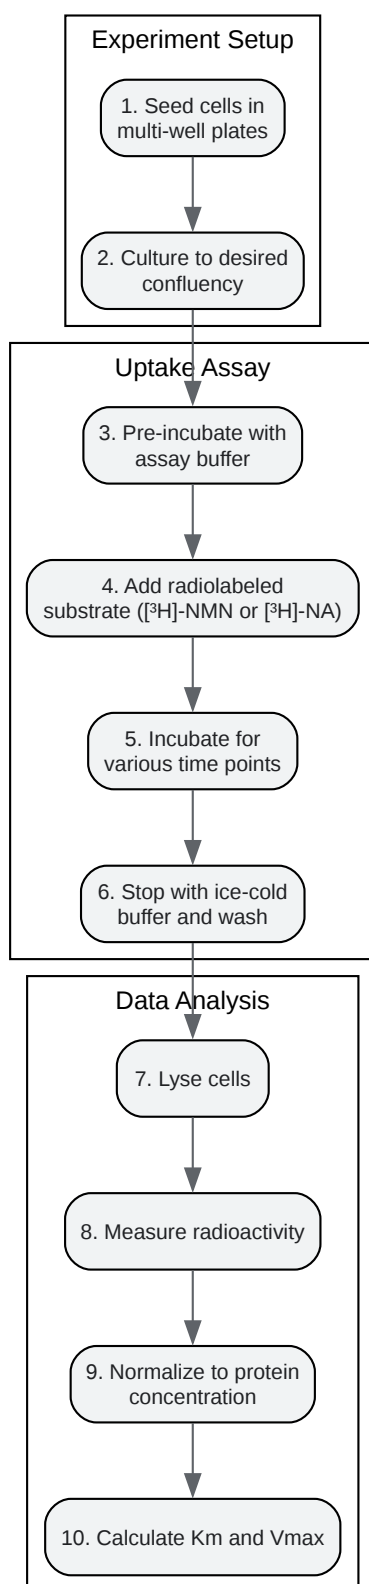 Experiment Setup
1. Seed cells in
multi-well plates
2. Culture to desired
confluency
Uptake Assay
3. Pre-incubate with
assay buffer
4. Add radiolabeled
substrate ([³H]-NMN or [³H]-NA)
5. Incubate for
various time points
6. Stop with ice-cold
buffer and wash
Data Analysis
7. Lyse cells
8. Measure radioactivity
9. Normalize to protein
concentration
10. Calculate Km and Vmax